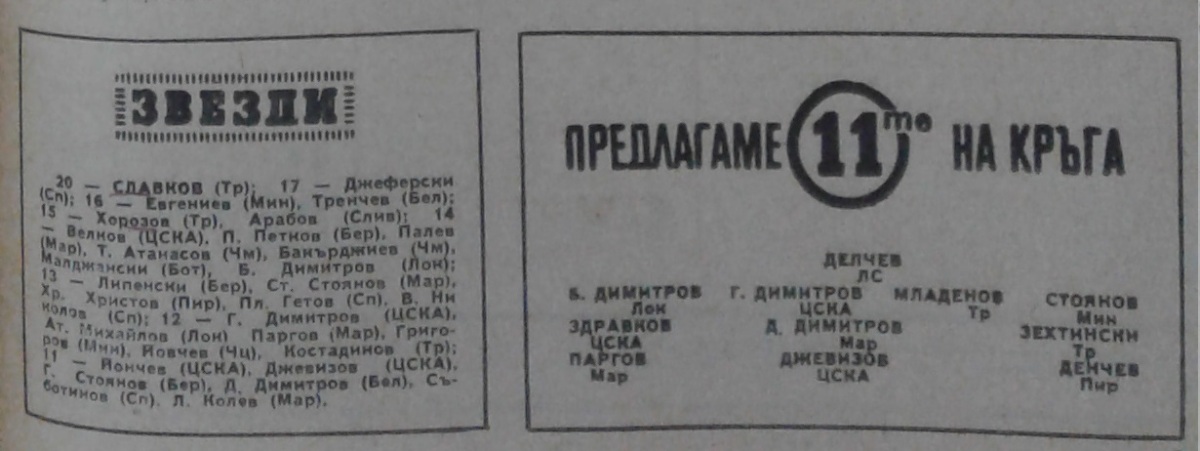 ЗВЕЗДИ
20 — СЛАВКОВ (Тр); 17 — Джеферски
(Сп); 16 — Евгениев (Мин), Тренчев (Бел);
15 — Хорозов (Тр), Арабов (Слив); 14
— Велков (ЦСКА), П. Петков (Бер), Палев
(Мар), Т. Атанасов (Чм), Бакърджиев (Чм),
Малджански (Бот), Б. Димитров (Лок);
13 — Липенски (Бер), Ст. Стоянов (Мар),
Хр. Христов (Пир), Пл. Гетов (Сп), В. Ни
колов (Сп); 12 — Г. Димитров (ЦСКА),
Ат. Михайлов (Лок) Паргов (Мар), Григо-
ров (Мин), Йовчев (Чц), Костадинов (Тр);
11 — Йончев (ЦСКА), Джевизов (ЦСКА),
Г. Стоянов (Бер), Д. Димитров (Бел), Съ-
ботинов (Сп). Л. Колев (Мар).
ПРЕДЛАГАМЕ 11те НА КРЪГА
ДЕЛЧЕВ
ЛС
Б. ДИМИТРОВ Г. ДИМИТРОВ МЛАДЕНОВ СТОЯНОВ
Лок ЦСКА Тр Мин
ЗДРАВКОВ Д. ДИМИТРОВ ЗЕХТИНСКИ
ЦСКА Мар Тр
ПАРГОВ ДЖЕВИЗОВ ДЕНЧЕВ
Мар ЦСКА Пир